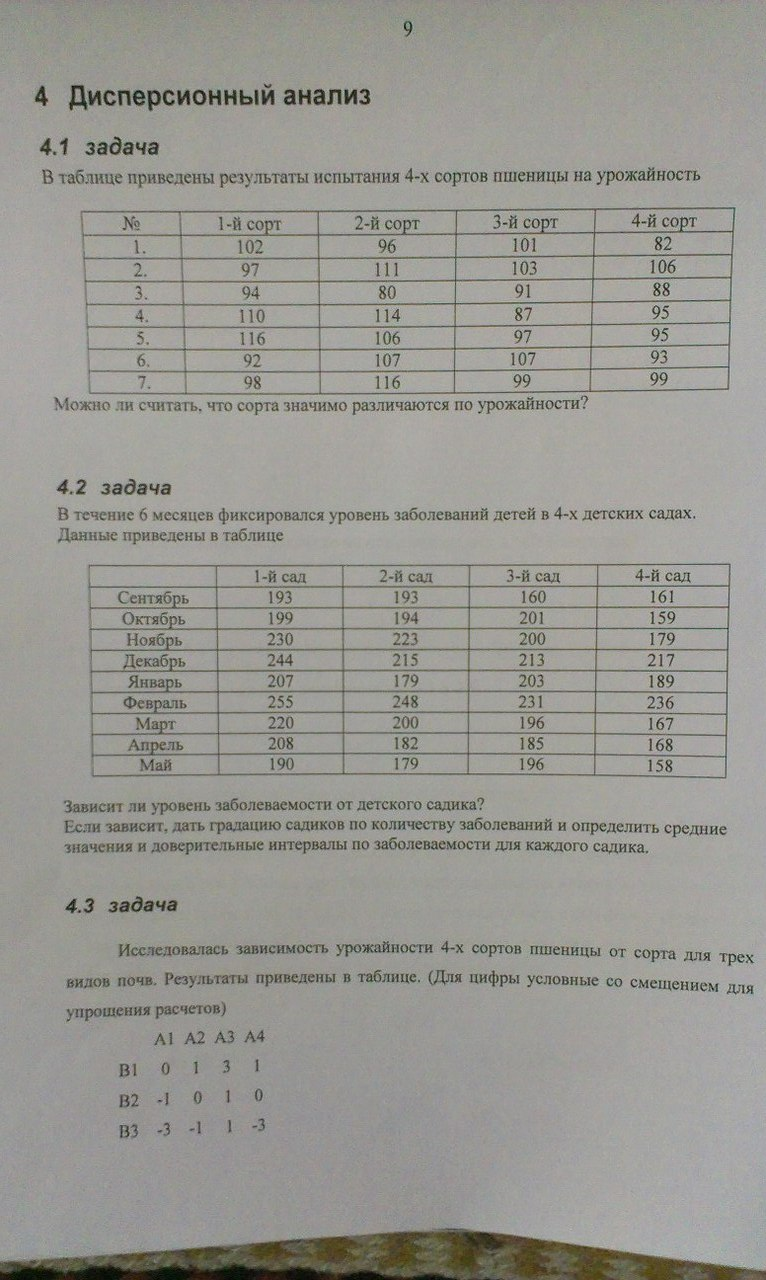 9
4 Дисперсионный анализ
4.1 задача
В таблице приведены результаты испытания 4-х сортов пшеницы на урожайность
№ 1-й сорт 2-й сорт 3-й сорт 4-й сорт
1. 102 96 101 82
2. 97 111 103 106
3. 94 80 91 88
4. 110 114 87 95
5. 116 106 97 95
6. 92 107 107 93
7. 98 116 99 99
Можно ли считать, что сорта значимо различаются по урожайности?
4.2 задача
В течение 6 месяцев фиксировался уровень заболеваний детей в 4-х детских садах.
Данные приведены в таблице
1-й сад 2-й сад 3-й сад 4-й сад
Сентябрь 193 193 160 161
Октябрь 199 194 201 159
Ноябрь 230 223 200 179
Декабрь 244 215 213 217
Январь 207 179 203 189
Февраль 255 248 231 236
Март 220 200 196 167
Апрель 208 182 185 168
Май 190 179 196 158
Зависит ли уровень заболеваемости от детского садика?
Если зависит, дать градацию садиков по количеству заболеваний и определить средние
значения и доверительные интервалы по заболеваемости для каждого садика.
4.3 задача
Исследовалась зависимость урожайности 4-х сортов пшеницы от сорта для трех
видов почв. Результаты приведены в таблице. (Для цифры условные со смещением для
упрощения расчетов)
А1 А2 А3 А4
В1 0 1 3 1
В2 -1 0 1 0
В3 -3 -1 1 -3